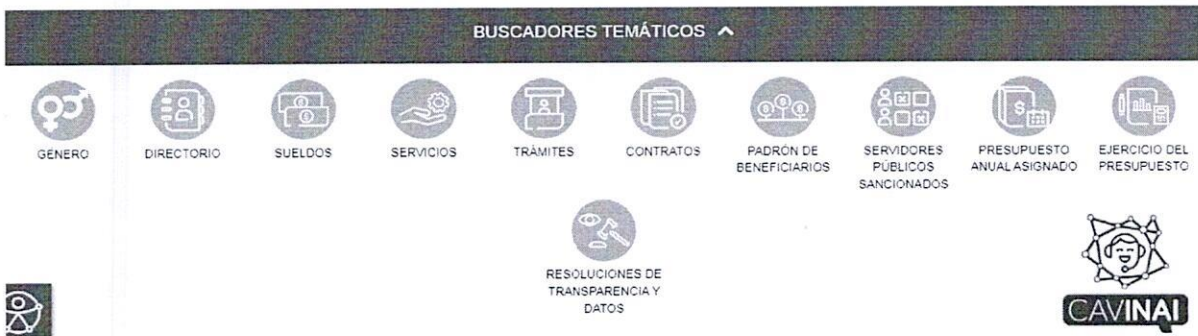 BUSCADORES TEMÁTICOS
GÉNERO
DIRECTORIO
SUELDOS
SERVICIOS
TRÁMITES
CONTRATOS
PADRÓN DE
BENEFICIARIOS
SERVIDORES
PÚBLICOS
SANCIONADOS
PRESUPUESTO
ANUAL ASIGNADO
EJERCICIO DEL
PRESUPUESTO
RESOLUCIONES DE
TRANSPARENCIA Y
DATOS
CAVINAI